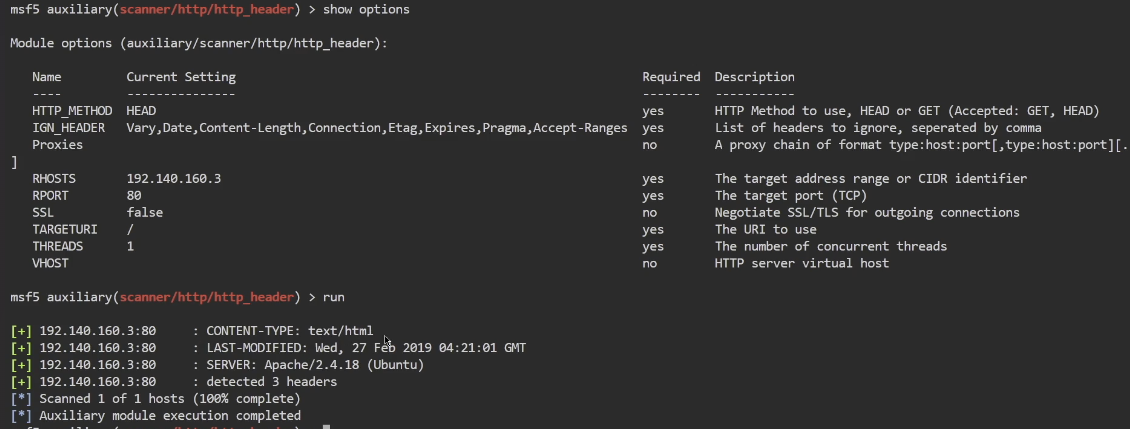 msf5 auxiliary(scanner/http/http_header) > show options
Module options (auxiliary/scanner/http/http_header):
Name Current Setting Required Description
---- --------------- -------- -----------
HTTP_METHOD HEAD yes HTTP Method to use, HEAD or GET (Accepted: GET, HEAD)
IGN_HEADER Vary,Date,Content-Length,Connection,Etag,Expires,Pragma,Accept-Ranges yes List of headers to ignore, seperated by comma
Proxies no A proxy chain of format type:host:port[,type:host:port][.
]
RHOSTS 192.140.160.3 yes The target address range or CIDR identifier
RPORT 80 yes The target port (TCP)
SSL false no Negotiate SSL/TLS for outgoing connections
TARGETURI / yes The URI to use
THREADS 1 yes The number of concurrent threads
VHOST no HTTP server virtual host
msf5 auxiliary(scanner/http/http_header) > run
[+] 192.140.160.3:80 : CONTENT-TYPE: text/html
[+] 192.140.160.3:80 : LAST-MODIFIED: Wed, 27 Feb 2019 04:21:01 GMT
[+] 192.140.160.3:80 : SERVER: Apache/2.4.18 (Ubuntu)
[+] 192.140.160.3:80 : detected 3 headers
[*] Scanned 1 of 1 hosts (100% complete)
[*] Auxiliary module execution completed